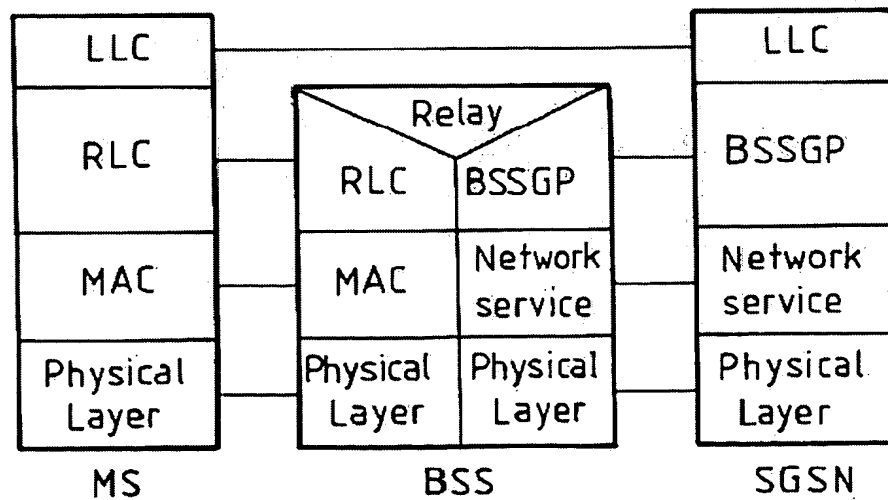 LLC
RLC
MAC
Physical
Layer
MS
Relay
RLC
BSSGP
MAC
Network
service
Physical
Layer
Physical
Layer
BSS
LLC
BSSGP
Network
service
Physical
Layer
SGSN